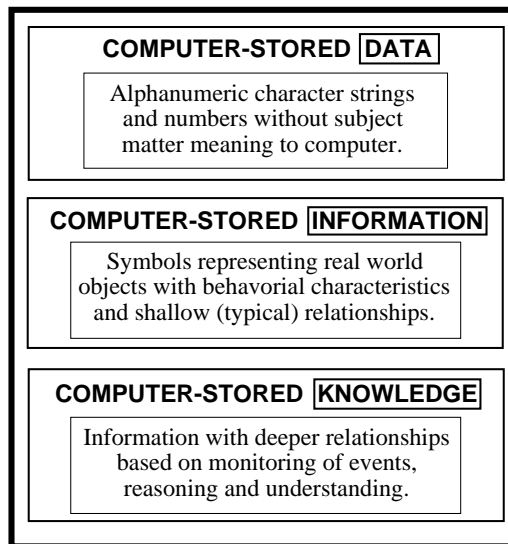 COMPUTER-STORED DATA
Alphanumeric character strings
and numbers without subject
matter meaning to computer.
COMPUTER-STORED INFORMATION
Symbols representing real world
objects with behavorial characteristics
and shallow (typical) relationships.
COMPUTER-STORED KNOWLEDGE
Information with deeper relationships
based on monitoring of events,
reasoning and understanding.